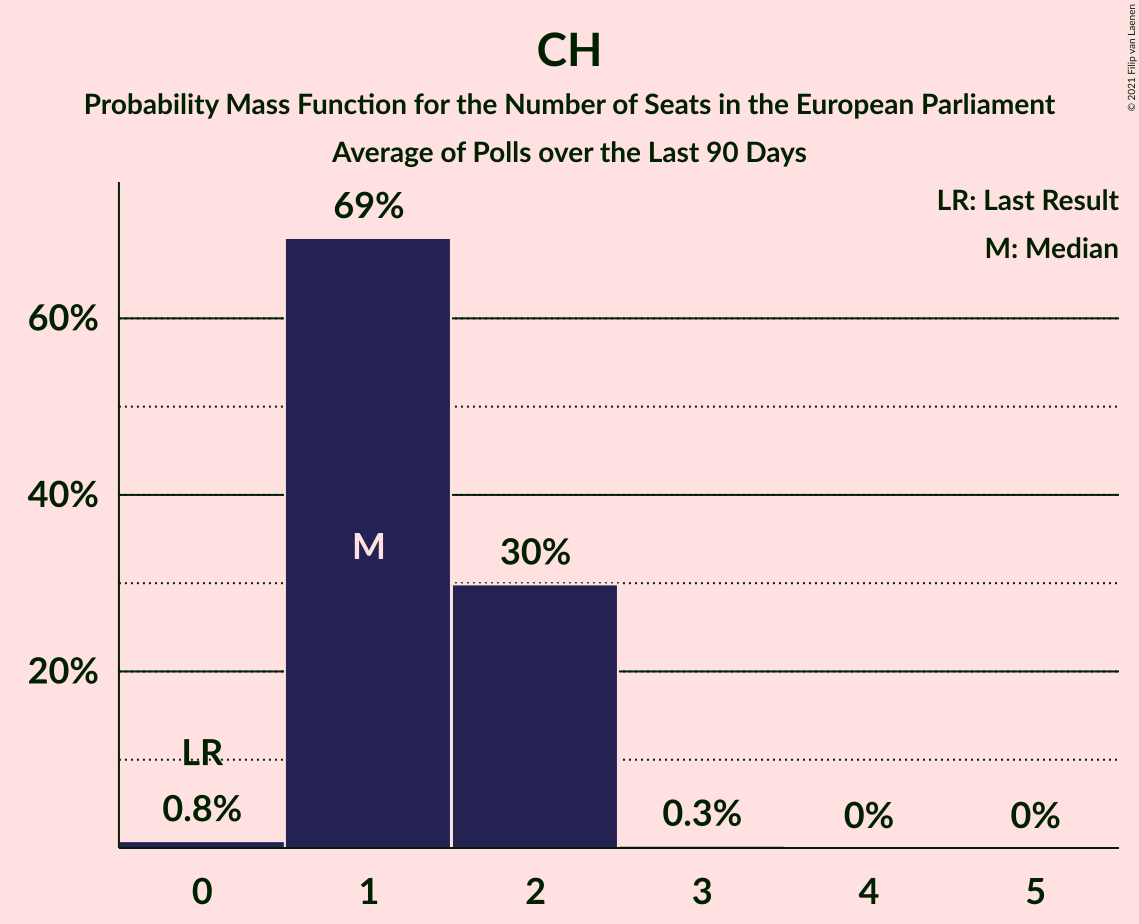 CH
Probability Mass Function for the Number of Seats in the European Parliament
Average of Polls over the Last 90 Days
© 2021 Filip van Laenen
LR: Last Result
M: Median
69%
60%
40%
20%
M
30%
LR
0.8%
0.3%
0%
0%
0 1 2 3 4 5